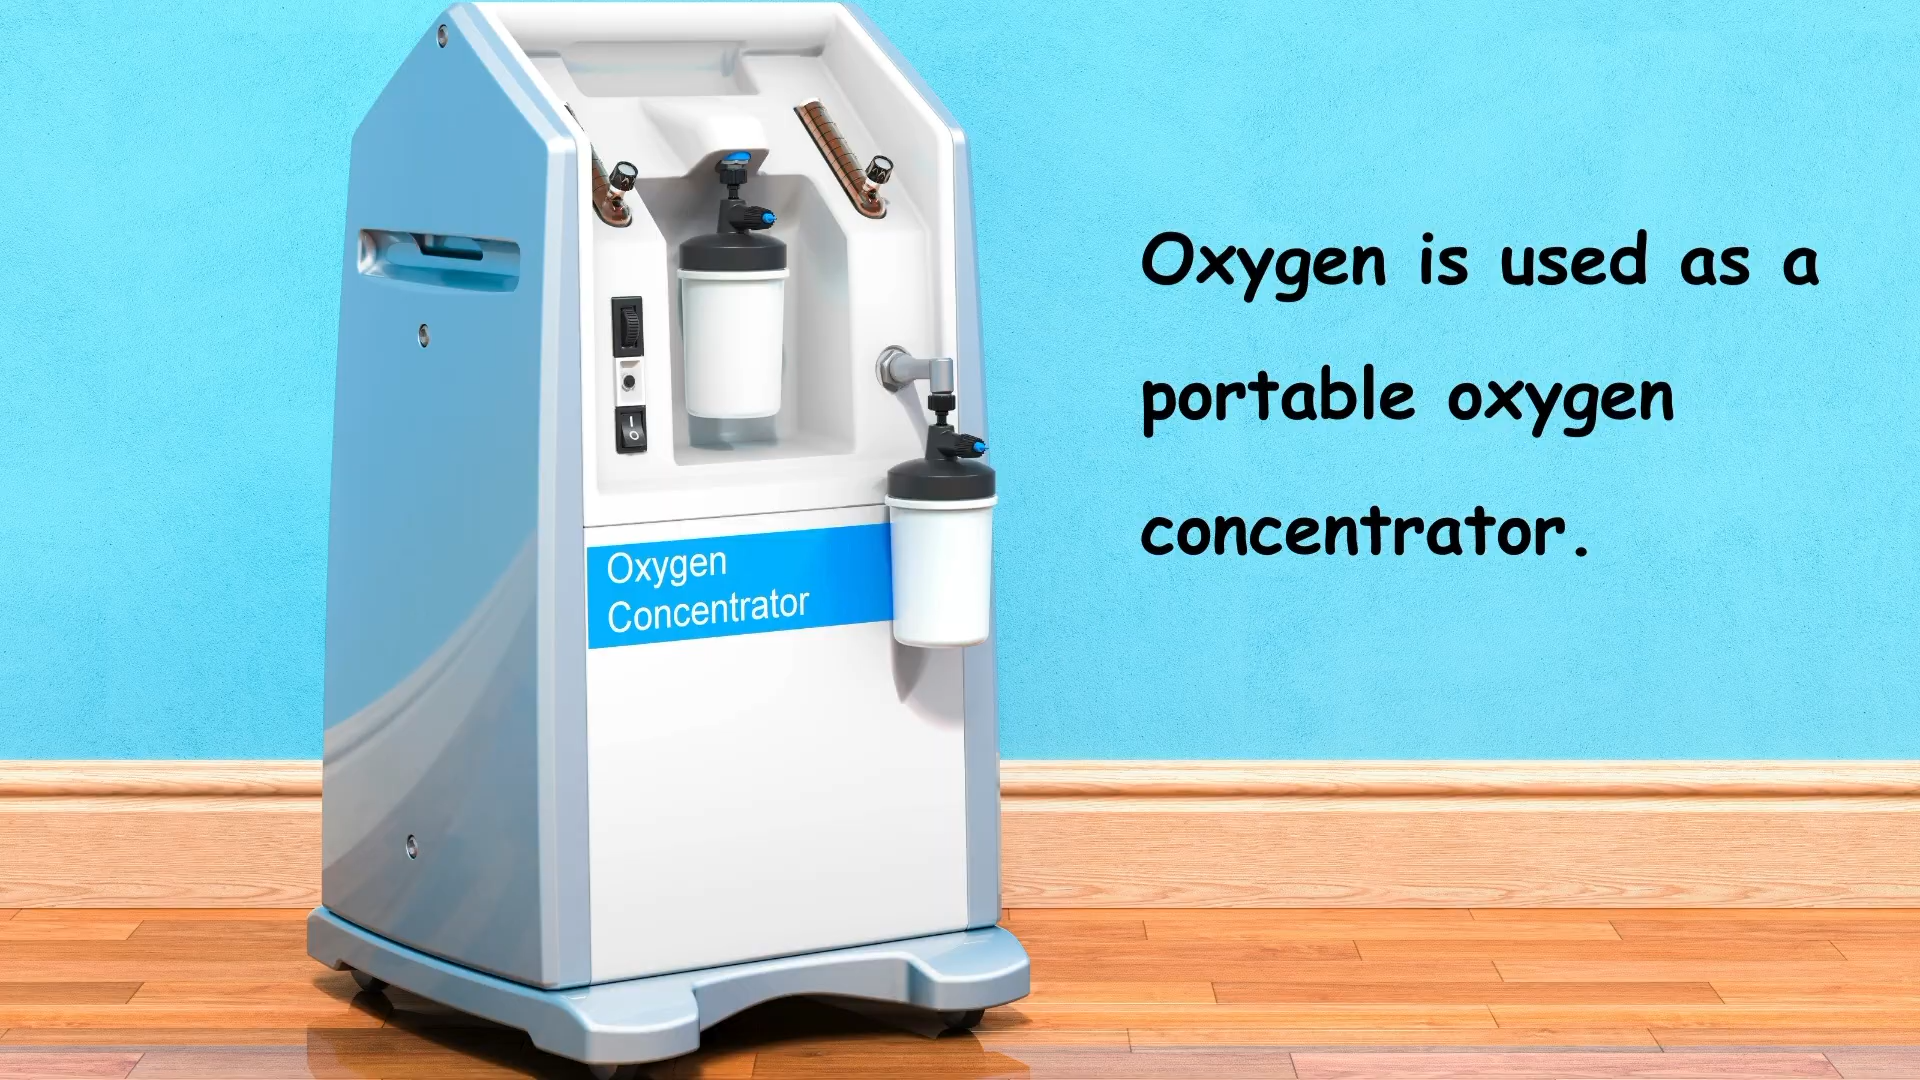 Oxygen is used as a
portable oxygen
concentrator.
Oxygen
Concentrator